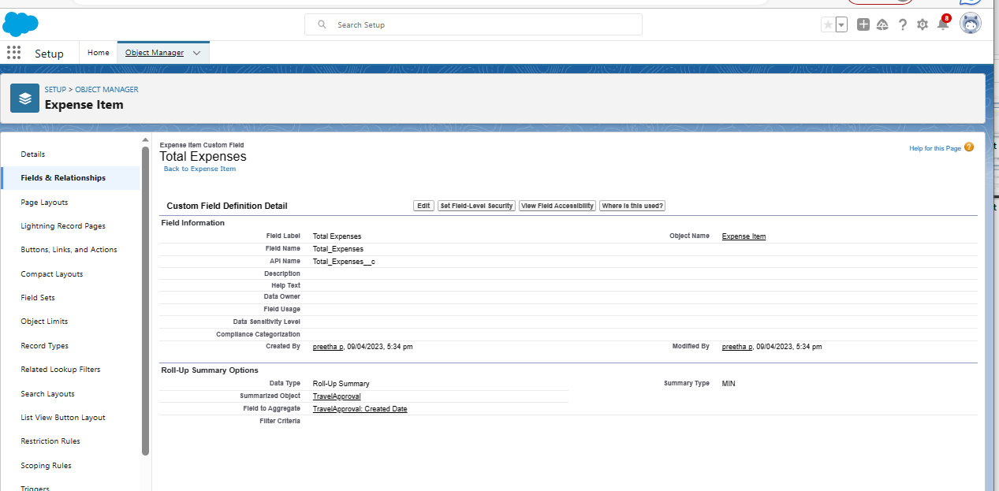 Search Setup
8
Setup
Home
Object Manager
SETUP > OBJECT MANAGER
Expense Item
Details
Fields & Relationships
Page Layouts
Lightning Record Pages
Buttons, Links, and Actions
Compact Layouts
Field Sets
Object Limits
Record Types
Related Lookup Filters
Search Layouts
List View Button Layout
Restriction Rules
Scoping Rules
Triggers
Expense Item Custom Field
Total Expenses
Back to Expense Item
Help for this Page ?
Custom Field Definition Detail Edit Set Field-Level Security View Field Accessibility Where is this used?
Field Information
Field Label Total Expenses Object Name Expense Item
Field Name Total_Expenses
API Name Total_Expenses__c
Description
Help Text
Data Owner
Field Usage
Data Sensitivity Level
Compliance Categorization
Created By preetha p, 09/04/2023, 5:34 pm Modified By preetha p, 09/04/2023, 5:34 pm
Roll-Up Summary Options
Data Type Roll-Up Summary Summary Type MIN
Summarized Object TravelApproval
Field to Aggregate TravelApproval: Created Date
Filter Criteria